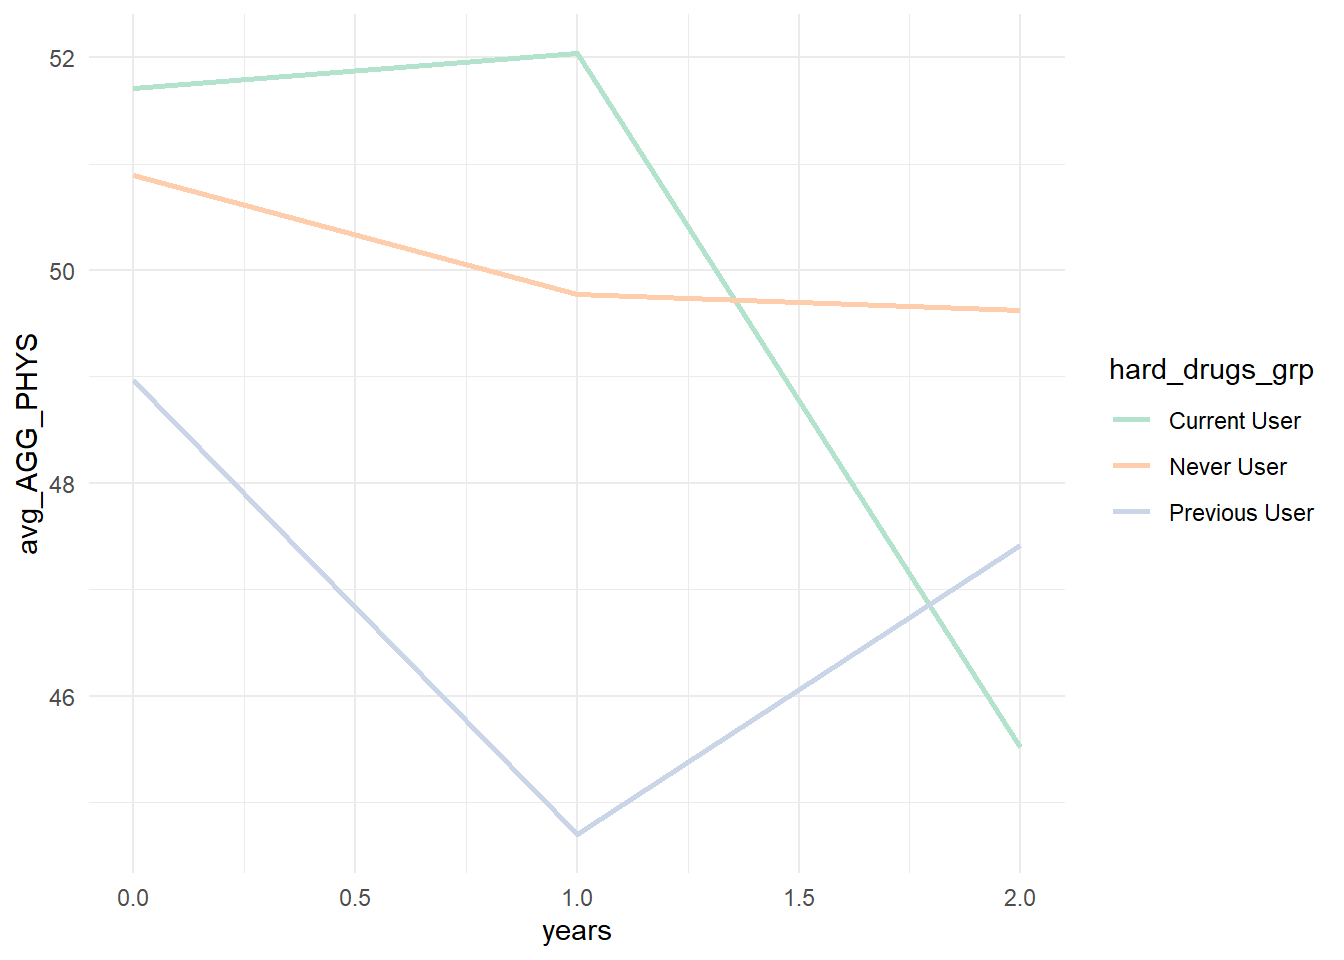 52
50
48
46
avg_AGG_PHYS
0.0 0.5 1.0 1.5 2.0
years
hard_drugs_grp
Current User
Never User
Previous User